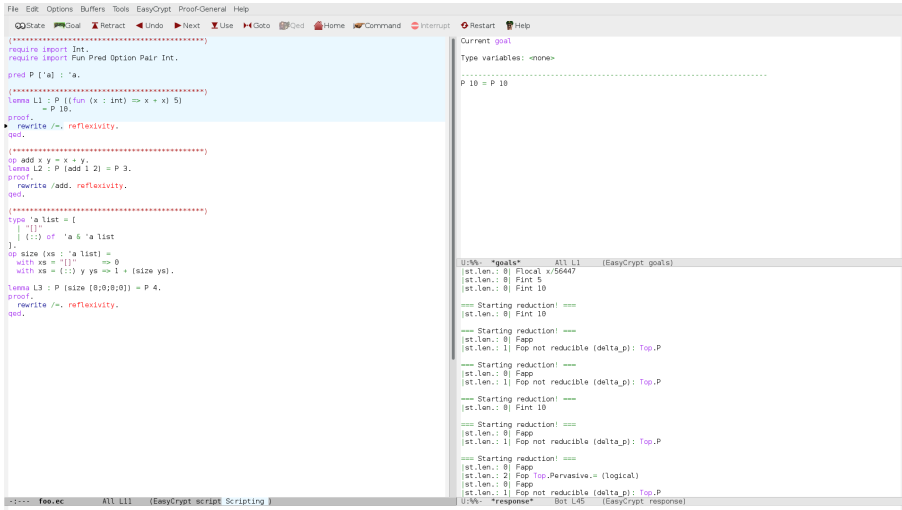 File Edit Options Buffers Tools EasyCrypt Proof-General Help
State Goal Retract Undo Next Use Goto Qed Home Command Interrupt Restart Help
(*********************************************)
require import Int.
require import Fun Pred Option Pair Int.
pred P ['a] : 'a.
(*********************************************)
lemma L1 : P ((fun (x : int) => x + x) 5)
= P 10.
proof.
rewrite /=. reflexivity.
qed.
(*********************************************)
op add x y = x + y.
lemma L2 : P (add 1 2) = P 3.
proof.
rewrite /add. reflexivity.
qed.
(*********************************************)
type 'a list = [
| "[]"
| (::) of 'a & 'a list
].
op size (xs : 'a list) =
with xs = "[]" => 0
with xs = (::) y ys => 1 + (size ys).
lemma L3 : P (size [0;0;0;0]) = P 4.
proof.
rewrite /=. reflexivity.
qed.
-:--- foo.ec All L11 (EasyCrypt script Scripting )
Current goal
Type variables: <none>
------------------------------------------------------------------------
P 10 = P 10
U:%%- *goals* All L1 (EasyCrypt goals)
|st.len.: 0| Flocal x/56447
|st.len.: 0| Fint 5
|st.len.: 0| Fint 10
=== Starting reduction! ===
|st.len.: 0| Fint 10
=== Starting reduction! ===
|st.len.: 0| Fapp
|st.len.: 1| Fop not reducible (delta_p): Top.P
=== Starting reduction! ===
|st.len.: 0| Fapp
|st.len.: 1| Fop not reducible (delta_p): Top.P
=== Starting reduction! ===
|st.len.: 0| Fint 10
=== Starting reduction! ===
|st.len.: 0| Fapp
|st.len.: 1| Fop not reducible (delta_p): Top.P
=== Starting reduction! ===
|st.len.: 0| Fapp
|st.len.: 2| Fop Top.Pervasive.= (logical)
|st.len.: 0| Fapp
|st.len.: 1| Fop not reducible (delta_p): Top.P
U:%%- *response* Bot L45 (EasyCrypt response)